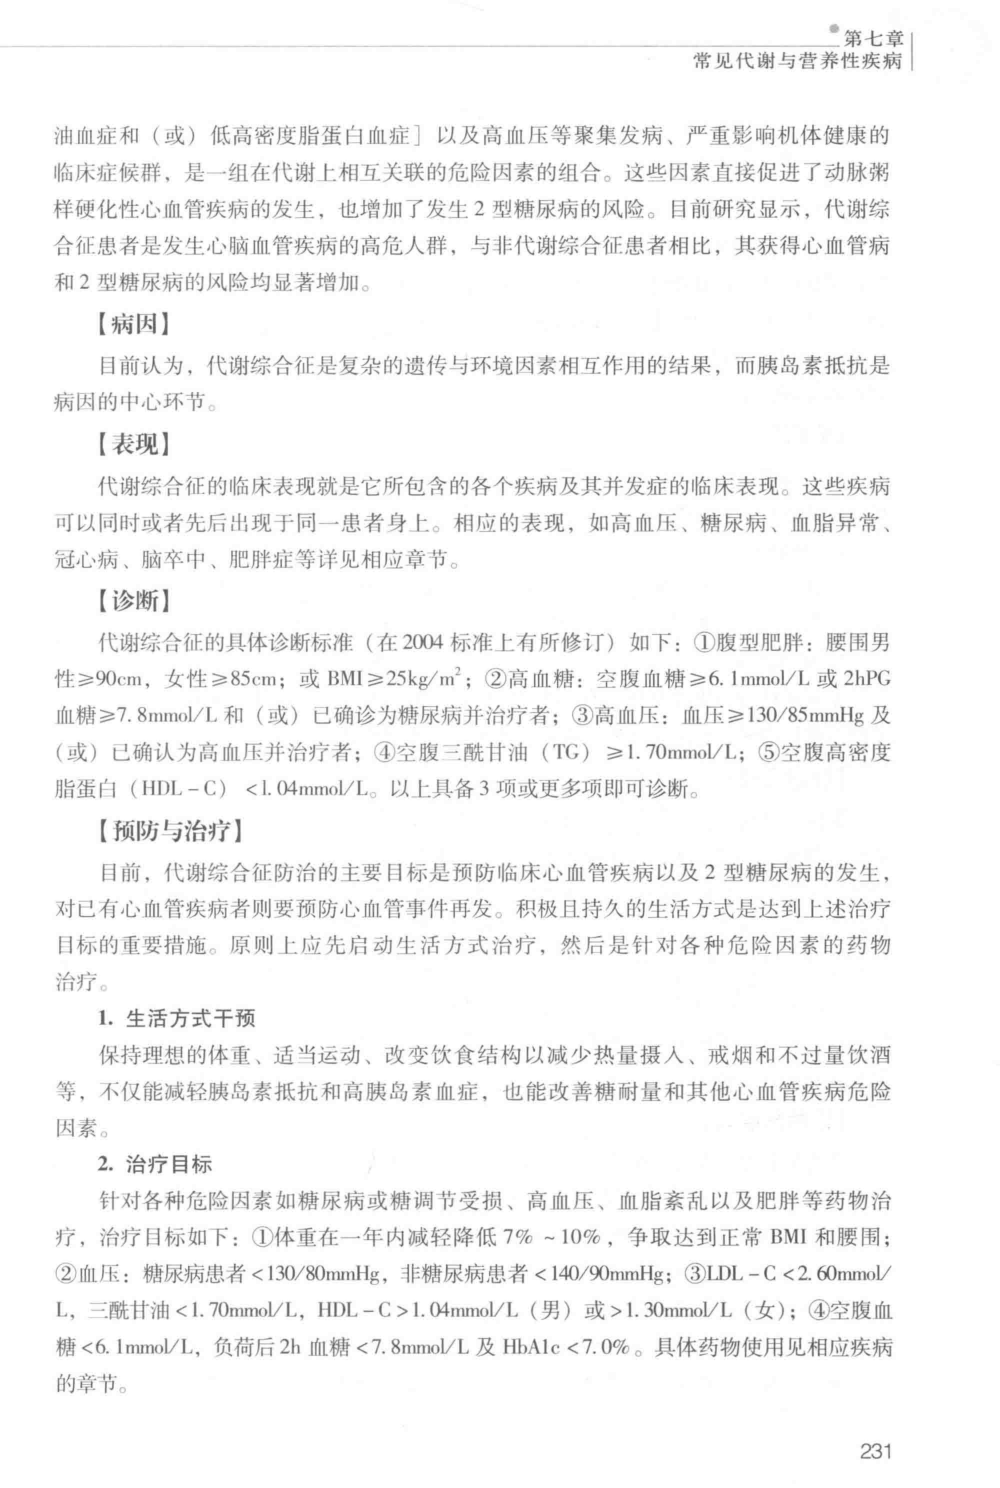 第七章
常见代谢与营养性疾病
油血症和（或）低高密度脂蛋白血症］以及高血压等聚集发病、严重影响机体健康的
临床症候群，是一组在代谢上相互关联的危险因素的组合。这些因素直接促进了动脉粥
样硬化性心血管疾病的发生，也增加了发生 2 型糖尿病的风险。目前研究显示，代谢综
合征患者是发生心脑血管疾病的高危人群，与非代谢综合征患者相比，其获得心血管病
和 2 型糖尿病的风险均显著增加。
【病因】
目前认为，代谢综合征是复杂的遗传与环境因素相互作用的结果，而胰岛素抵抗是
病因的中心环节。
【表现】
代谢综合征的临床表现就是它所包含的各个疾病及其并发症的临床表现。这些疾病
可以同时或者先后出现于同一患者身上。相应的表现，如高血压、糖尿病、血脂异常、
冠心病、脑卒中、肥胖症等详见相应章节。
【诊断】
代谢综合征的具体诊断标准（在 2004 标准上有所修订）如下：①腹型肥胖：腰围男
性≥90cm，女性≥85cm；或 BMI≥25kg/m²；②高血糖：空腹血糖≥6.1mmol/L 或 2hPG
血糖≥7.8mmol/L 和（或）已确诊为糖尿病并治疗者；③高血压：血压≥130/85mmHg 及
（或）已确认为高血压并治疗者；④空腹三酰甘油（TG）≥1.70mmol/L；⑤空腹高密度
脂蛋白（HDL－C）<1.04mmol/L。以上具备 3 项或更多项即可诊断。
【预防与治疗】
目前，代谢综合征防治的主要目标是预防临床心血管疾病以及 2 型糖尿病的发生，
对已有心血管疾病者则要预防心血管事件再发。积极且持久的生活方式是达到上述治疗
目标的重要措施。原则上应先启动生活方式治疗，然后是针对各种危险因素的药物
治疗。
1. 生活方式干预
保持理想的体重、适当运动、改变饮食结构以减少热量摄入、戒烟和不过量饮酒
等，不仅能减轻胰岛素抵抗和高胰岛素血症，也能改善糖耐量和其他心血管疾病危险
因素。
2. 治疗目标
针对各种危险因素如糖尿病或糖调节受损、高血压、血脂紊乱以及肥胖等药物治
疗，治疗目标如下：①体重在一年内减轻降低 7% ~ 10%，争取达到正常 BMI 和腰围；
②血压：糖尿病患者<130/80mmHg，非糖尿病患者<140/90mmHg；③LDL－C<2.60mmol/
L，三酰甘油<1.70mmol/L，HDL－C>1.04mmol/L（男）或>1.30mmol/L（女）；④空腹血
糖<6.1mmol/L，负荷后 2h 血糖<7.8mmol/L 及 HbA1c<7.0%。具体药物使用见相应疾病
的章节。
231